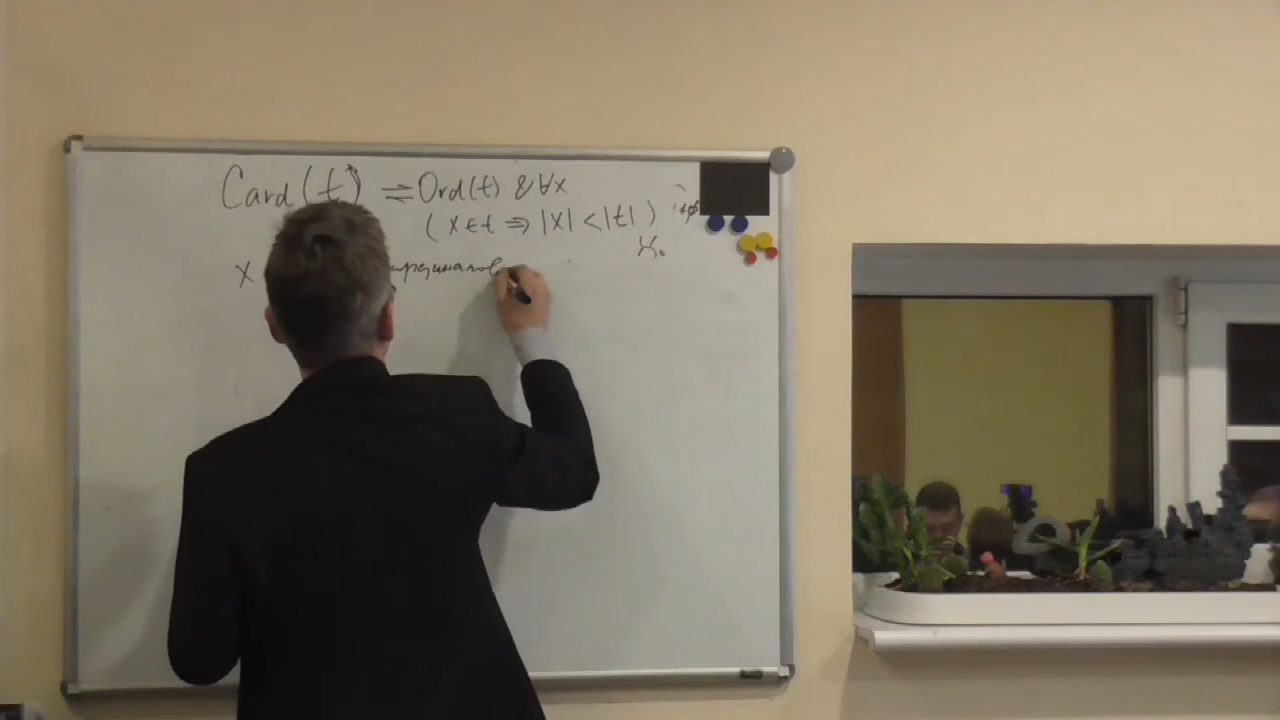 Card(t) ⇌ Ord(t) & ∀x
(x ∈ t ⇒ |x| < |t|)
ℵ₀
X